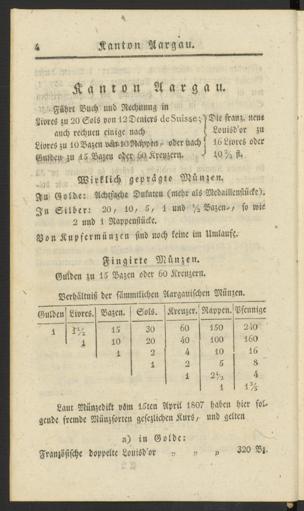 4 Kanton Aargau.
Kanton Aargau.
Führt Buch und Rechnung in
Livres zu 20 Sols von 12 Deniers de Suisse;
auch rechnen einige nach
Livres zu 10 Bazen von 10 Rappen, oder nach
Gulden zu 15 Bazen oder 60 Kreuzern.
Die franz. neue
Louisd'or zu
16 Livres oder
10⅔ fl.
Wirklich geprägte Münzen.
In Golde: Achtfache Dukaten (mehr als Medaillenstücke).
In Silber: 20, 10, 5, 1 und ½ Bazen, so wie
2 und 1 Rappenstücke.
Von Kupfermünzen sind noch keine im Umlaufe.
Fingirte Münzen.
Gulden zu 15 Bazen oder 60 Kreuzern.
Verhältniß der sämmtlichen Aargauischen Münzen.
Gulden Livres. Bazen. Sols. Kreuzer. Rappen. Pfennige
1 1½ 15 30 60 150 240
1 10 20 40 100 160
1 2 4 10 16
1 2 5 8
1 2½ 4
1 1⅗
Laut Münzedikt vom 15ten April 1807 haben hier fol-
gende fremde Münzsorten gesezlichen Kurs, und gelten
a) in Golde:
Französische doppelte Louisd'or „ „ „ 320 Bz.